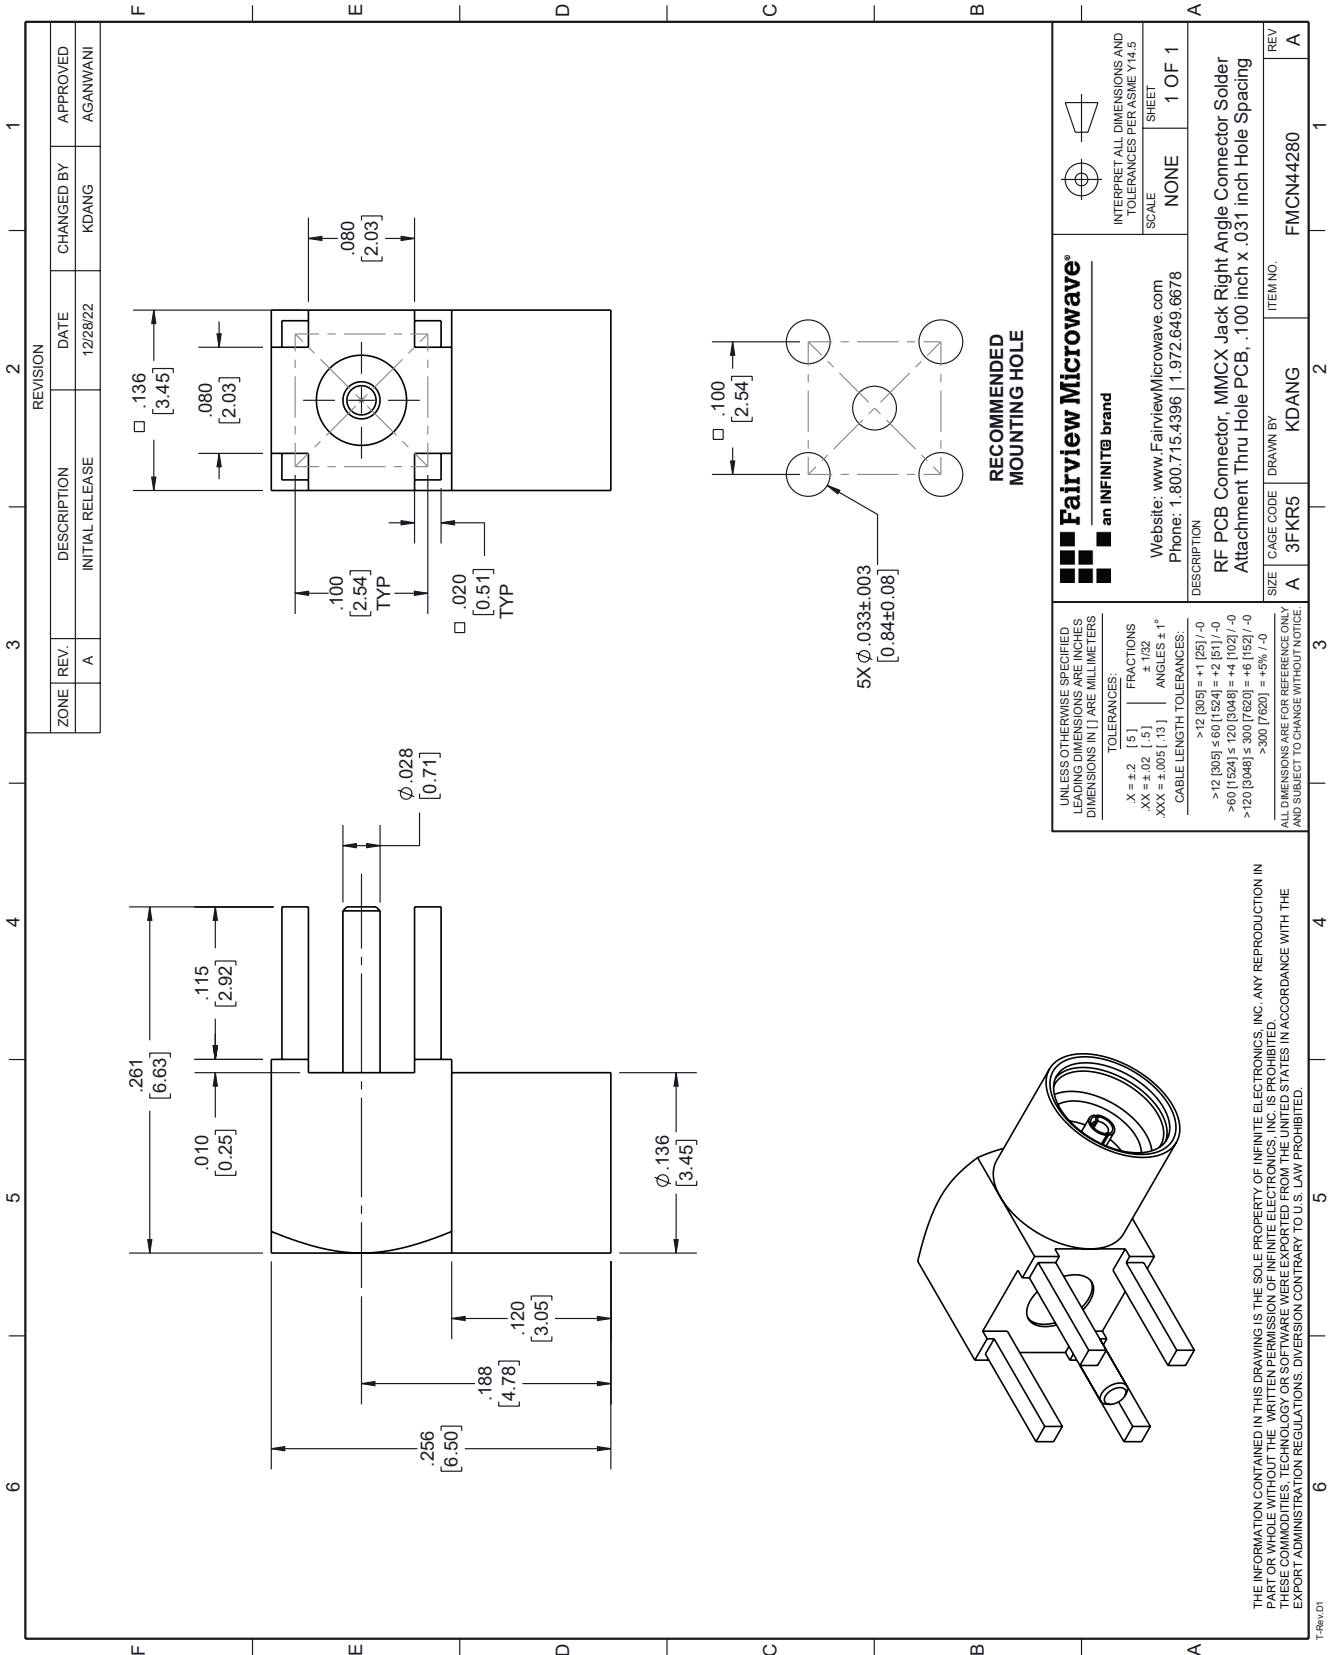 REVISION
ZONE REV. DESCRIPTION DATE CHANGED BY APPROVED
A INITIAL RELEASE 12/28/22 KDANG AGANWANI
6 5 4 3 2 1
F
E
D
C
B
A
.261
[6.63]
.010
[0.25]
.115
[2.92]
Ø.028
[0.71]
.256
[6.50]
.188
[4.78]
.120
[3.05]
Ø.136
[3.45]
□ .136
[3.45]
.080
[2.03]
.080
[2.03]
.100
[2.54]
TYP
□ .020
[0.51]
TYP
□ .100
[2.54]
5X Ø.033±.003
[0.84±0.08]
RECOMMENDED
MOUNTING HOLE
THE INFORMATION CONTAINED IN THIS DRAWING IS THE SOLE PROPERTY OF INFINITE ELECTRONICS, INC. ANY REPRODUCTION IN
PART OR WHOLE WITHOUT THE WRITTEN PERMISSION OF INFINITE ELECTRONICS, INC. IS PROHIBITED.
THESE COMMODITIES, TECHNOLOGY OR SOFTWARE WERE EXPORTED FROM THE UNITED STATES IN ACCORDANCE WITH THE
EXPORT ADMINISTRATION REGULATIONS. DIVERSION CONTRARY TO U.S. LAW PROHIBITED.
UNLESS OTHERWISE SPECIFIED
LEADING DIMENSIONS ARE INCHES
DIMENSIONS IN [ ] ARE MILLIMETERS
TOLERANCES:
.X = ±.2 [5] FRACTIONS
.XX = ±.02 [.5] ± 1/32
.XXX = ±.005 [.13] ANGLES ± 1°
CABLE LENGTH TOLERANCES:
>12 [305] = +1 [25] / -0
>12 [305] ≤ 60 [1524] = +2 [51] / -0
>60 [1524] ≤ 120 [3048] = +4 [102] / -0
>120 [3048] ≤ 300 [7620] = +6 [152] / -0
>300 [7620] = +5% / -0
ALL DIMENSIONS ARE FOR REFERENCE ONLY
AND SUBJECT TO CHANGE WITHOUT NOTICE.
Fairview Microwave®
an INFINIT@ brand
Website: www.FairviewMicrowave.com
Phone: 1.800.715.4396 | 1.972.649.6678
INTERPRET ALL DIMENSIONS AND
TOLERANCES PER ASME Y14.5
SCALE NONE
SHEET 1 OF 1
DESCRIPTION
RF PCB Connector, MMCX Jack Right Angle Connector Solder
Attachment Thru Hole PCB, .100 inch x .031 inch Hole Spacing
SIZE A
CAGE CODE 3FKR5
DRAWN BY KDANG
ITEM NO. FMCN44280
REV A
6 5 4 3 2 1
F
E
D
C
B
A
T-Rev.D1